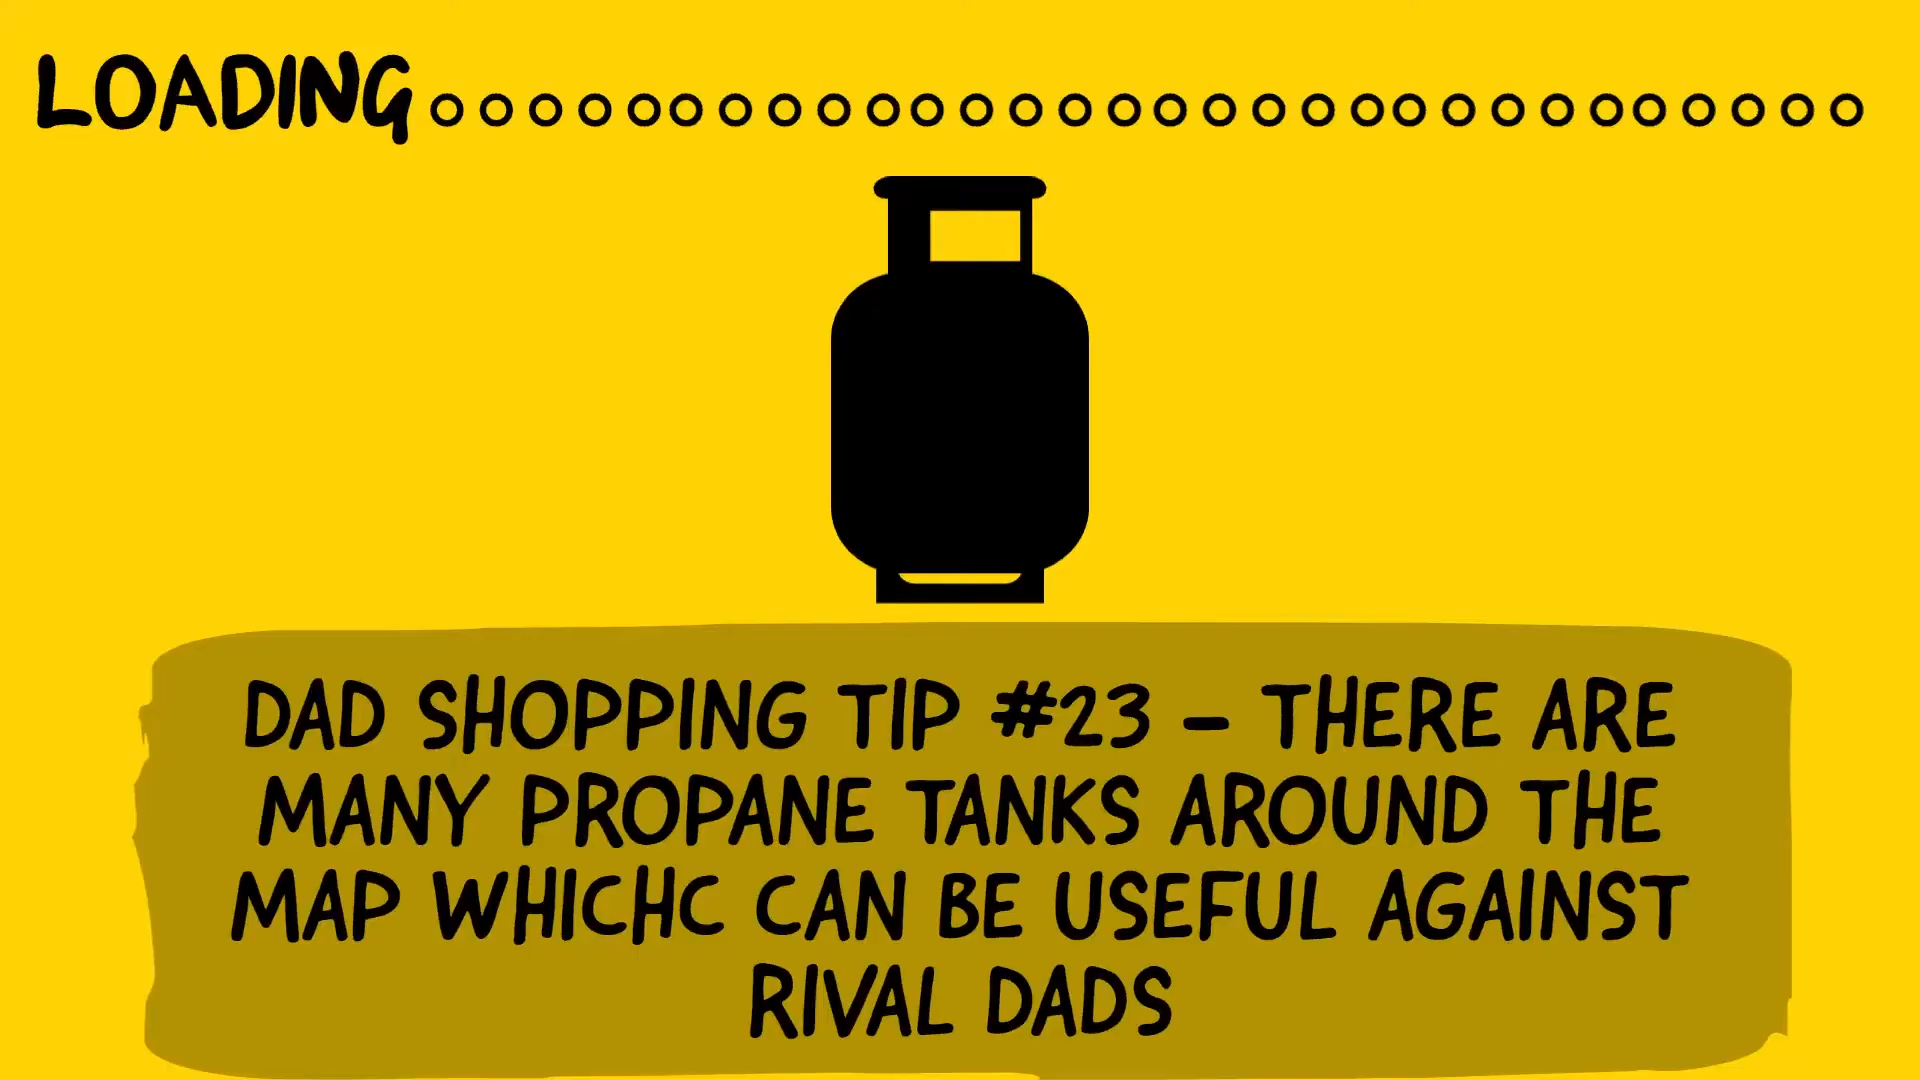 LOADING
DAD SHOPPING TIP #23 – THERE ARE
MANY PROPANE TANKS AROUND THE
MAP WHICHC CAN BE USEFUL AGAINST
RIVAL DADS